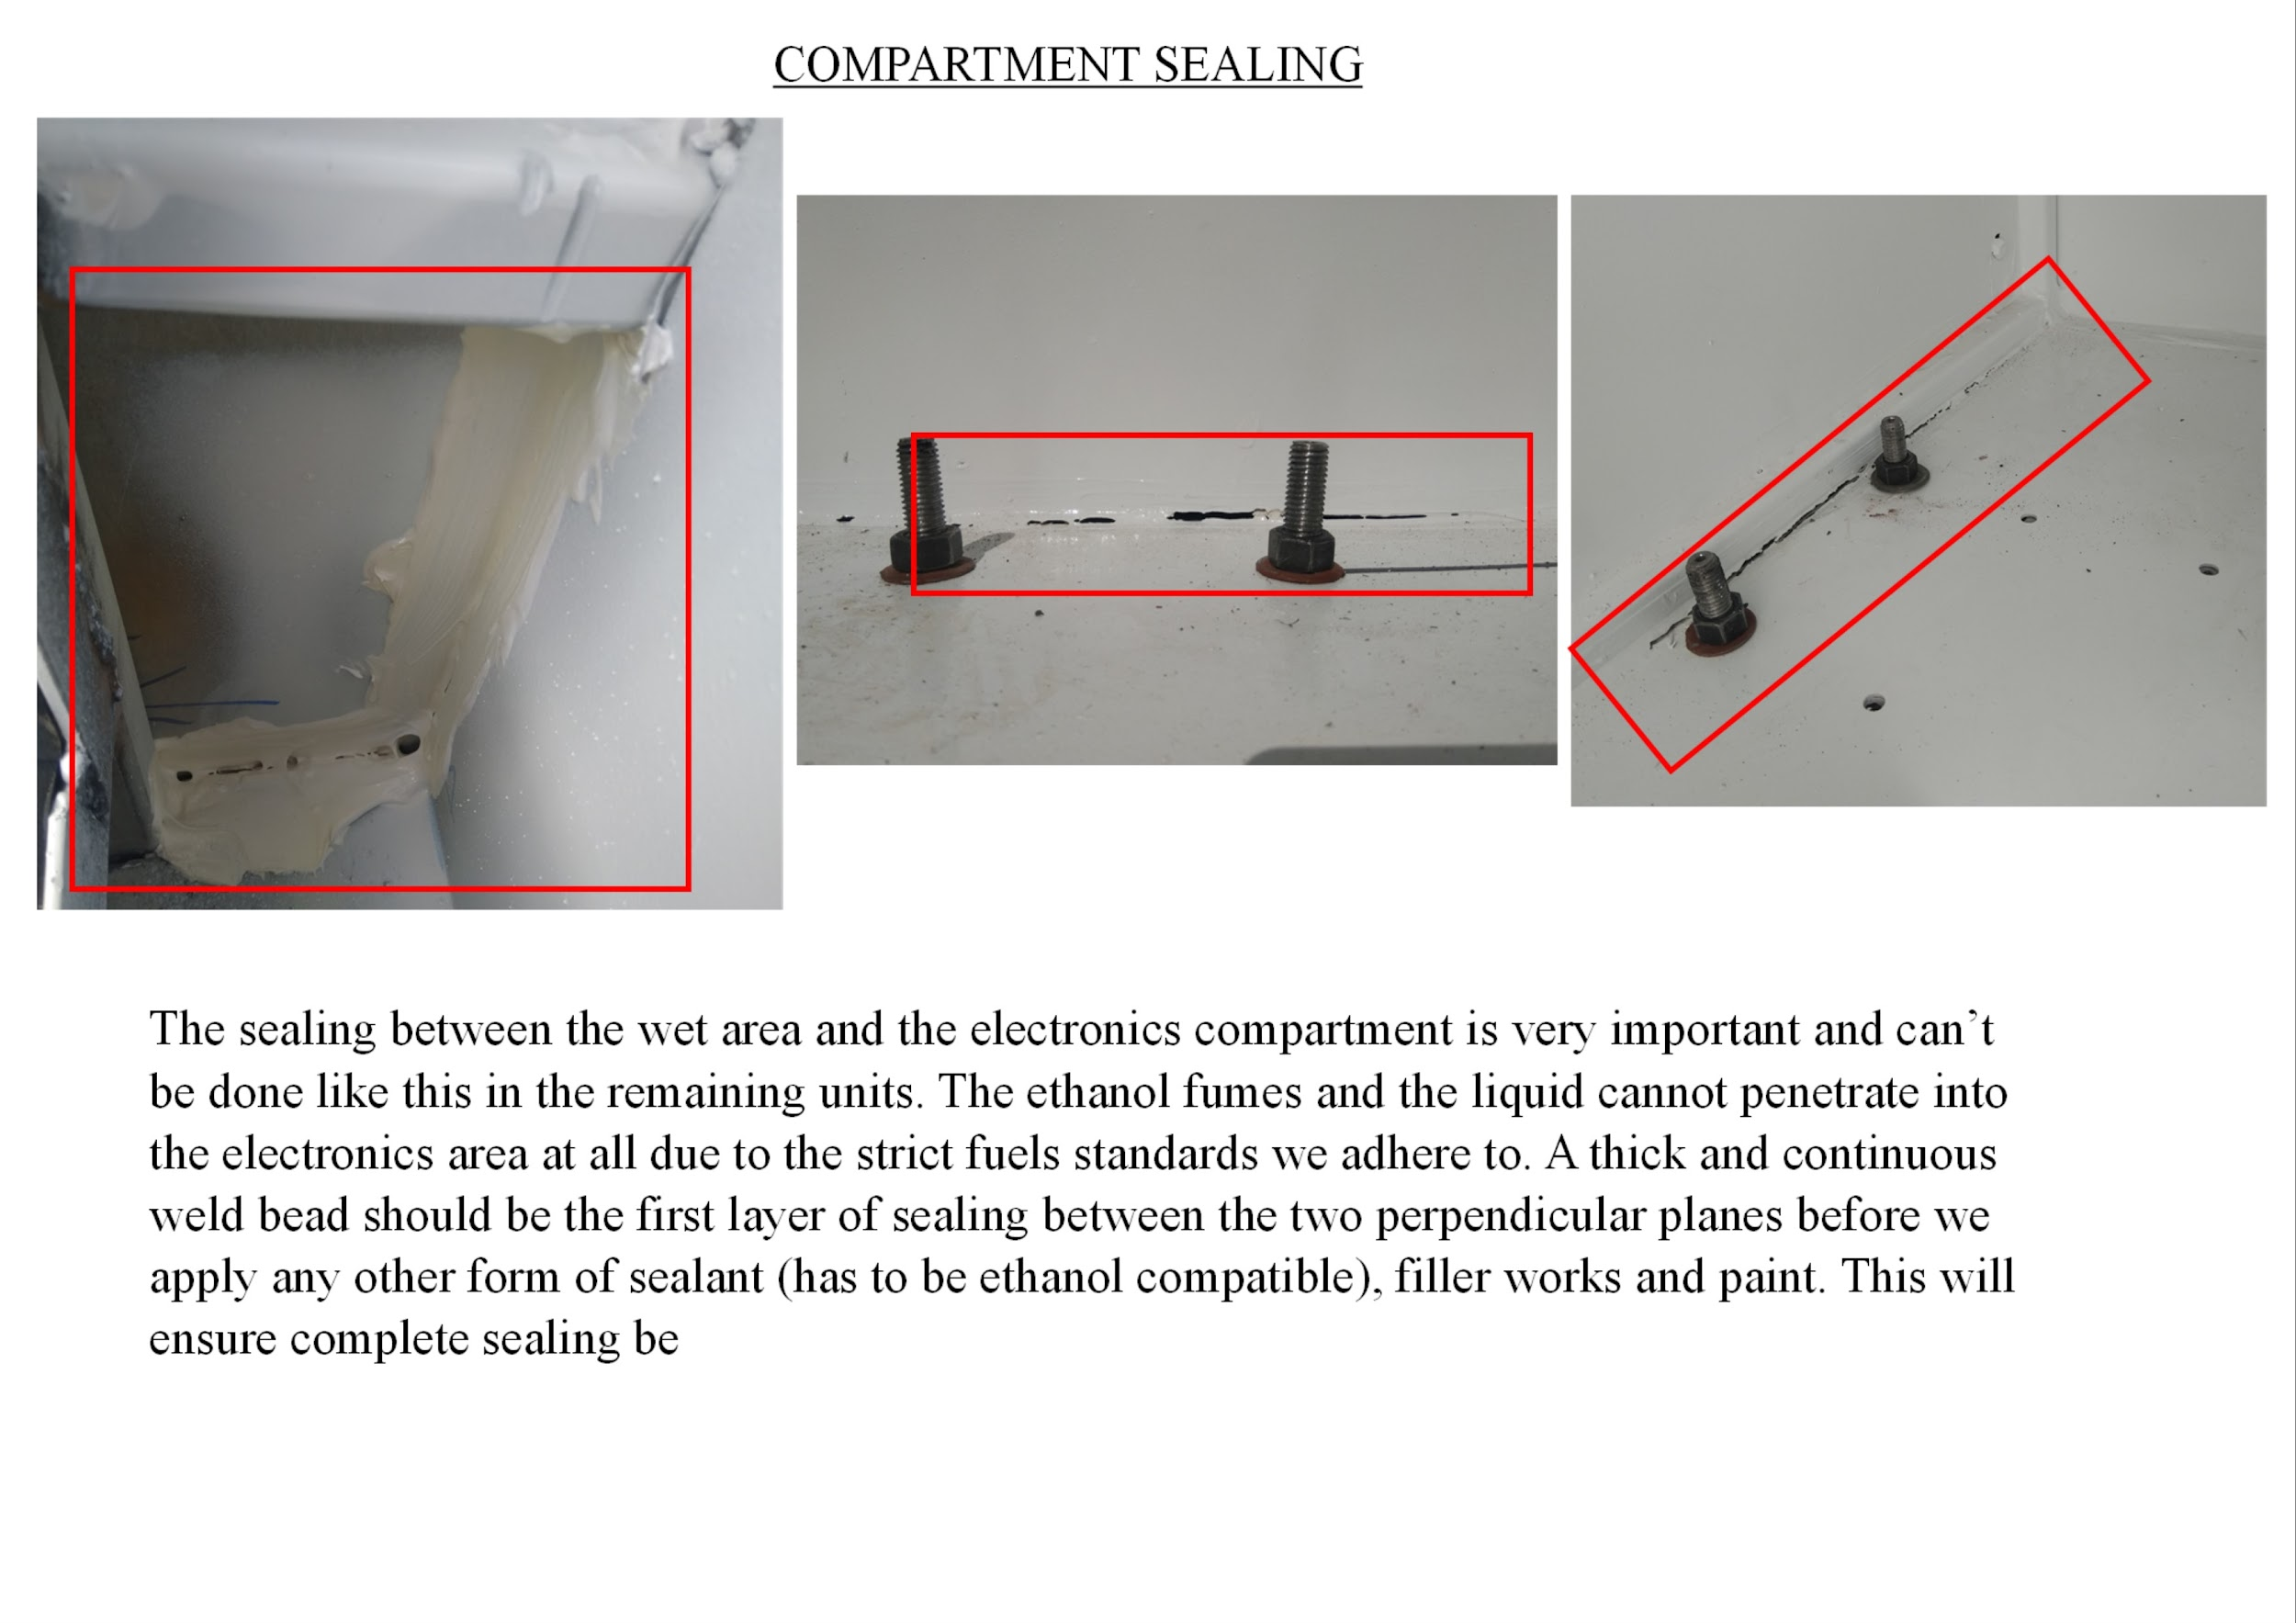 COMPARTMENT SEALING
The sealing between the wet area and the electronics compartment is very important and can’t
be done like this in the remaining units. The ethanol fumes and the liquid cannot penetrate into
the electronics area at all due to the strict fuels standards we adhere to. A thick and continuous
weld bead should be the first layer of sealing between the two perpendicular planes before we
apply any other form of sealant (has to be ethanol compatible), filler works and paint. This will
ensure complete sealing be